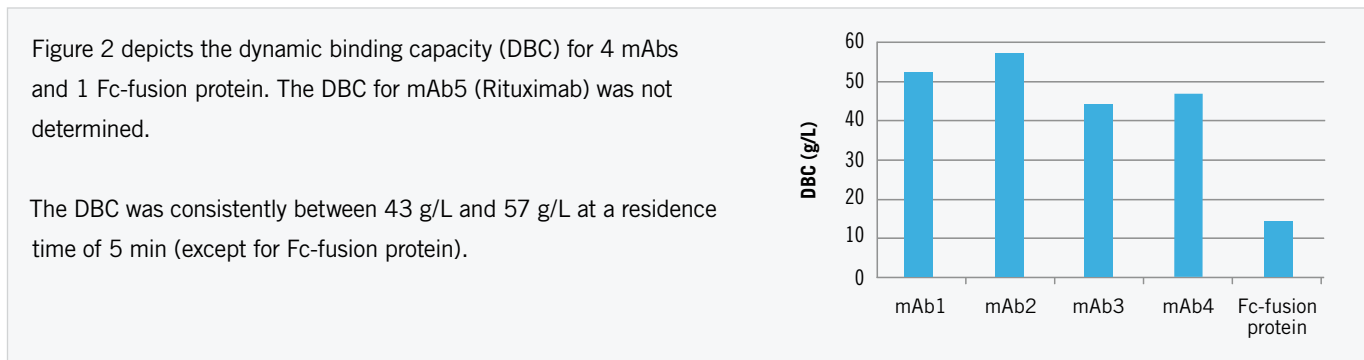 Figure 2 depicts the dynamic binding capacity (DBC) for 4 mAbs
and 1 Fc-fusion protein. The DBC for mAb5 (Rituximab) was not
determined.
The DBC was consistently between 43 g/L and 57 g/L at a residence
time of 5 min (except for Fc-fusion protein).
DBC (g/L)
60
50
40
30
20
10
0
mAb1 mAb2 mAb3 mAb4 Fc-fusion
protein